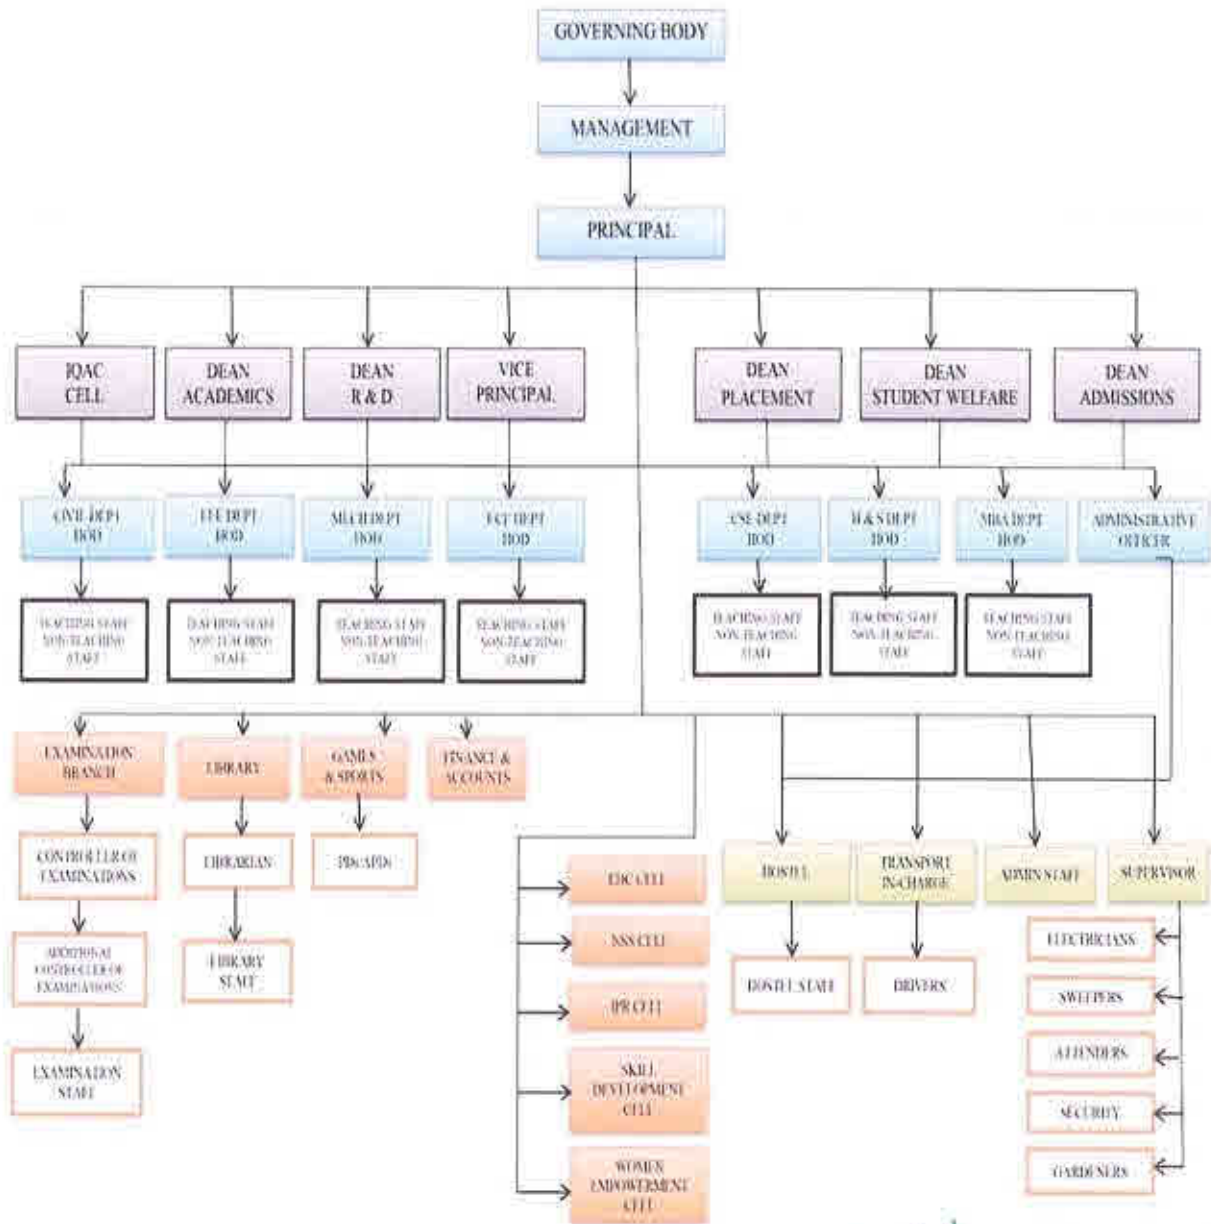 GOVERNING BODY
MANAGEMENT
PRINCIPAL
IQAC
CELL
DEAN
ACADEMICS
DEAN
R & D
VICE
PRINCIPAL
DEAN
PLACEMENT
DEAN
STUDENT WELFARE
DEAN
ADMISSIONS
CIVIL-DEPT
HOD
EEE DEPT
HOD
MECH DEPT
HOD
DEPT
HOD
CSE-DEPT
HOD
H & S DEPT
HOD
MBA DEPT
HOD
ADMINISTRATIVE
OFFICER
TEACHING STAFF
NON-TEACHING
STAFF
TEACHING STAFF
NON-TEACHING
STAFF
TEACHING STAFF
NON-TEACHING
STAFF
TEACHING STAFF
NON-TEACHING
STAFF
TEACHING STAFF
NON-TEACHING
STAFF
TEACHING STAFF
NON-TEACHING
STAFF
TEACHING STAFF
NON-TEACHING
STAFF
EXAMINATION
BRANCH
LIBRARY
GAMES
& SPORTS
FINANCE &
ACCOUNTS
CONTROLLER OF
EXAMINATIONS
LIBRARIAN
ADDITIONAL
CONTROLLER OF
EXAMINATIONS
LIBRARY
STAFF
EXAMINATION
STAFF
EDC CELL
NSS CELL
IPR CELL
SKILL
DEVELOPMENT
CELL
WOMEN
EMPOWERMENT
CELL
HOSTEL
TRANSPORT
IN-CHARGE
ADMIN STAFF
SUPERVISOR
HOSTEL STAFF
DRIVERS
ELECTRICIANS
SWEEPERS
ATTENDERS
SECURITY
GARDENERS